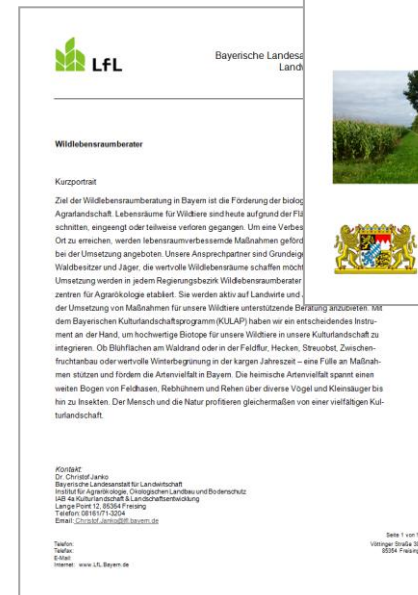 LfL
Bayerische Landesa
Landw
Wildlebensraumberater
Kurzportrait
Ziel der Wildlebensraumberatung in Bayern ist die Förderung der biolog
Agrarlandschaft. Lebensräume für Wildtiere sind heute aufgrund der Flä
schnitten, eingeengt oder teilweise verloren gegangen. Um eine Verbes
Ort zu erreichen, werden lebensraumverbessernde Maßnahmen geförd
bei der Umsetzung angeboten. Unsere Ansprechpartner sind Grundeige
Waldbesitzer und Jäger, die wertvolle Wildlebensräume schaffen möcht
Umsetzung werden in jedem Regierungsbezirk Wildlebensraumberater
zentren für Agrarökologie etabliert. Sie werden aktiv auf Landwirte und
der Umsetzung von Maßnahmen für unsere Wildtiere unterstützende Beratung anzubieten. Mit
dem Bayerischen Kulturlandschaftsprogramm (KULAP) haben wir ein entscheidendes Instru-
ment an der Hand, um hochwertige Biotope für unsere Wildtiere in unsere Kulturlandschaft zu
integrieren. Ob Blühflächen am Waldrand oder in der Feldflur, Hecken, Streuobst, Zwischen-
fruchtanbau oder wertvolle Winterbegrünung in der kargen Jahreszeit – eine Fülle an Maßnah-
men stützen und fördern die Artenvielfalt in Bayern. Die heimische Artenvielfalt spannt einen
weiten Bogen von Feldhasen, Rebhühnern und Rehen über diverse Vögel und Kleinsäuger bis
hin zu Insekten. Der Mensch und die Natur profitieren gleichermaßen von einer vielfältigen Kul-
turlandschaft.
Kontakt:
Dr. Christof Janko
Bayerische Landesanstalt für Landwirtschaft
Institut für Agrarökologie, Ökologischen Landbau und Bodenschutz
IAB 4a Kulturlandschaft & Landschaftsentwicklung
Lange Point 12, 85354 Freising
Telefon: 08161/71-3204
Email: Christof.Janko@lfl.bayern.de
Seite 1 von 1
Telefon:
Telefax:
E-Mail:
Internet: www.LfL.Bayern.de
Vöttinger Straße 38
85354 Freising